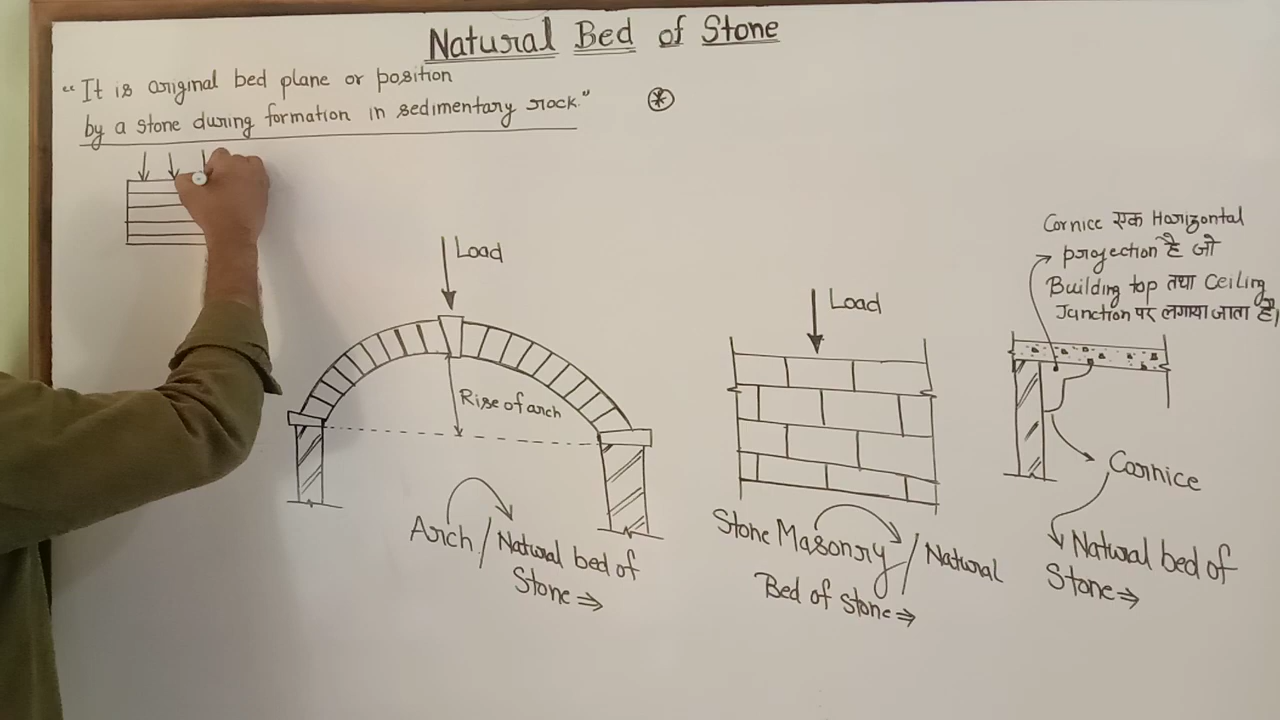 Natural Bed of Stone
“It is original bed plane or position
by a stone during formation in sedimentary rock.”
*
Load
Rise of arch
Arch / Natural bed of
Stone ⇒
Load
Stone Masonry / Natural
Bed of stone ⇒
Cornice एक Horizontal
projection है जो
Building top तथा Ceiling
Junction पर लगाया जाता है।
Cornice
Natural bed of
Stone ⇒